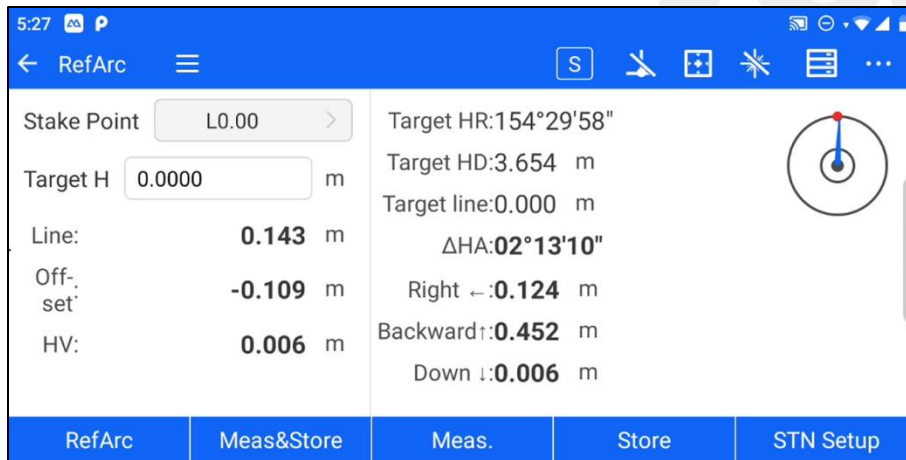 5:27
RefArc
S
Stake Point L0.00
Target H 0.0000 m
Line: 0.143 m
Off-set: -0.109 m
HV: 0.006 m
Target HR:154°29'58"
Target HD:3.654 m
Target line:0.000 m
ΔHA:02°13'10"
Right ←:0.124 m
Backward↑:0.452 m
Down ↓:0.006 m
RefArc Meas&Store Meas. Store STN Setup